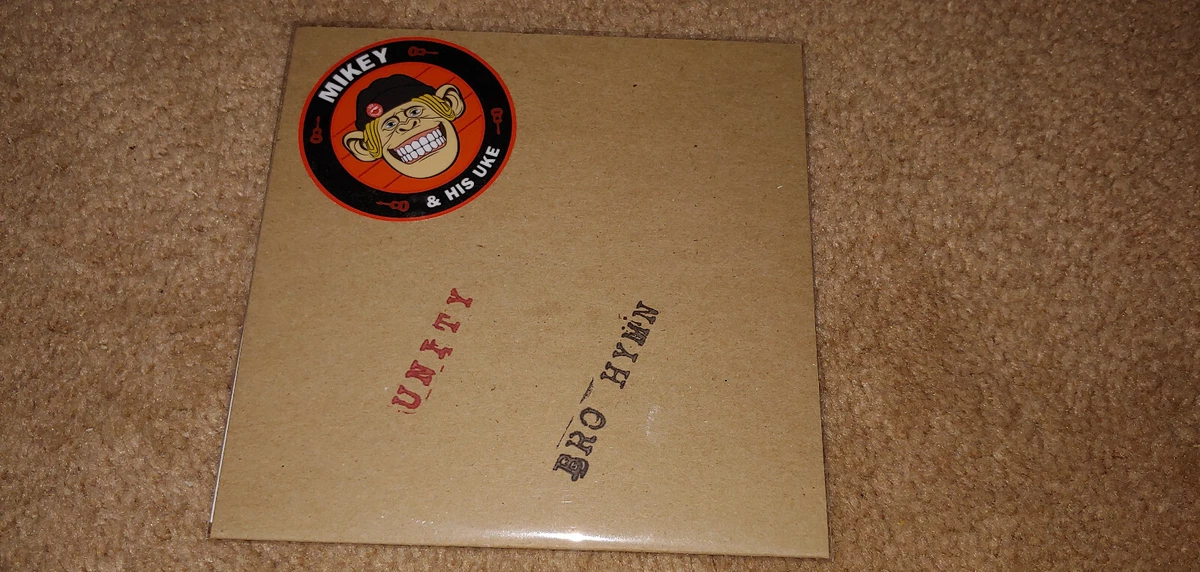 MIKEY
& HIS UKE
UNITY
BRO HYMN